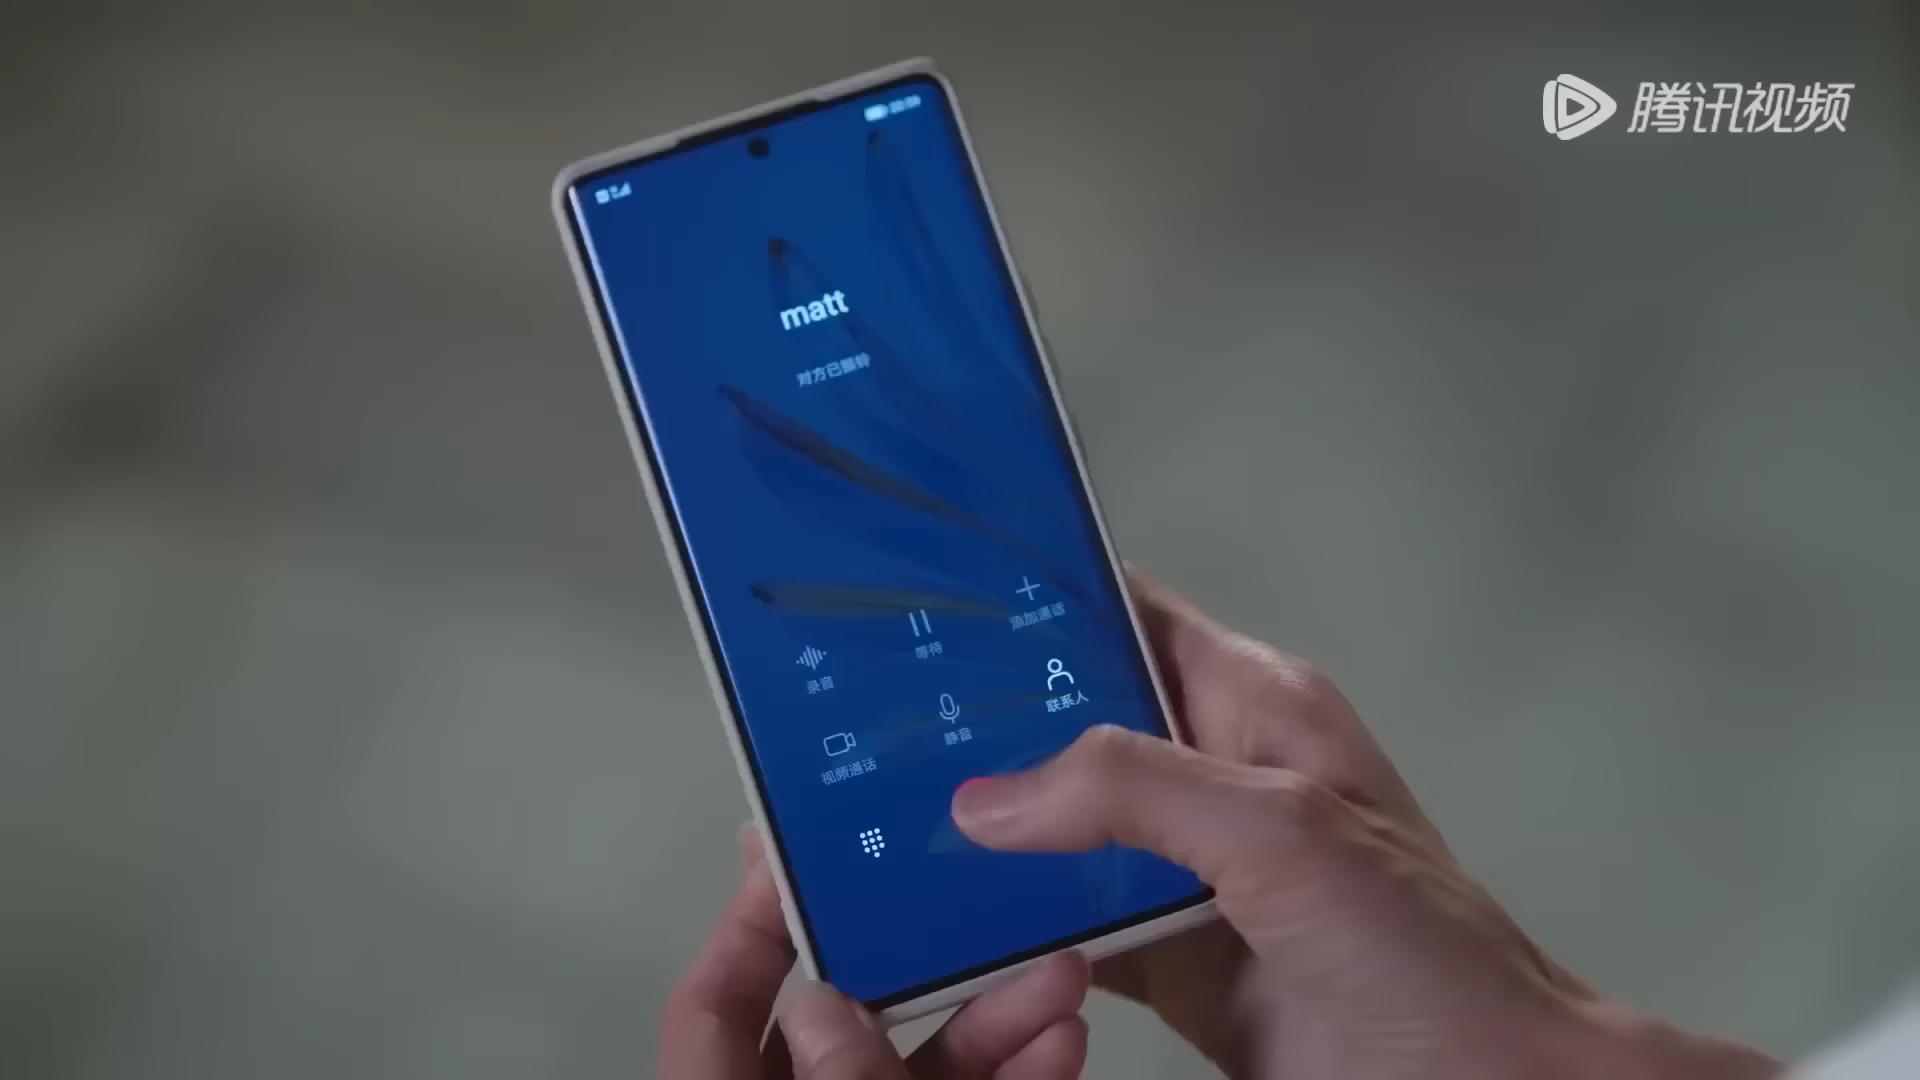 腾讯视频
matt
对方已振铃
录音
等待
添加通话
视频通话
静音
联系人